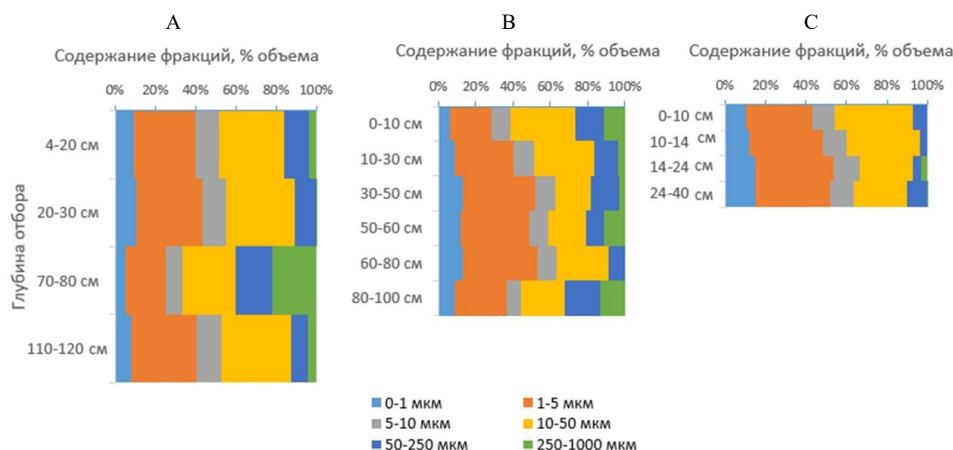 A
Содержание фракций, % объема
0% 20% 40% 60% 80% 100%
Глубина отбора
4-20 см
20-30 см
70-80 см
110-120 см
B
Содержание фракций, % объема
0% 20% 40% 60% 80% 100%
0-10 см
10-30 см
30-50 см
50-60 см
60-80 см
80-100 см
C
Содержание фракций, % объема
0% 20% 40% 60% 80% 100%
0-10 см
10-14 см
14-24 см
24-40 см
0-1 мкм 1-5 мкм
5-10 мкм 10-50 мкм
50-250 мкм 250-1000 мкм